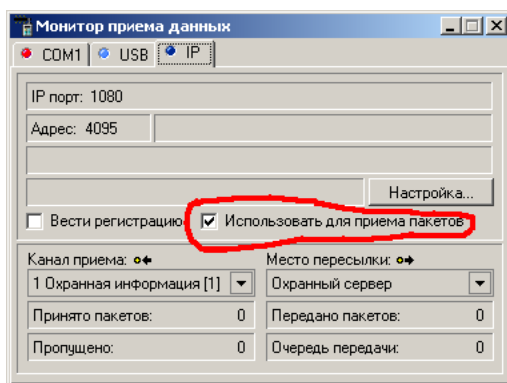 Монитор приема данных
COM1 USB IP
IP порт: 1080
Адрес: 4095
Настройка...
Вести регистрацию Использовать для приема пакетов
Канал приема: Место пересылки:
1 Охранная информация [1] Охранный сервер
Принято пакетов: 0 Передано пакетов: 0
Пропущено: 0 Очередь передачи: 0